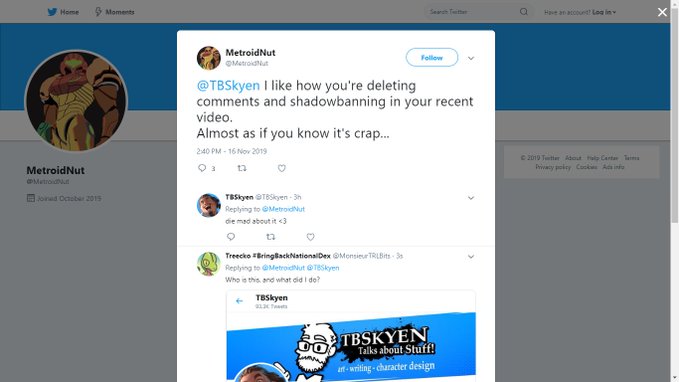 Home
Moments
Search Twitter
Have an account? Log in
MetroidNut
@MetroidNut
Joined October 2019
MetroidNut
@MetroidNut
Follow
@TBSkyen I like how you're deleting
comments and shadowbanning in your recent
video.
Almost as if you know it's crap...
2:40 PM - 16 Nov 2019
3
TBSkyen @TBSkyen · 3h
Replying to @MetroidNut
die mad about it <3
Treecko #BringBackNationalDex @MonsieurTRLBits · 3s
Replying to @MetroidNut @TBSkyen
Who is this, and what did I do?
TBSkyen
93.2K Tweets
TBSKYEN
Talks about Stuff!
art - writing - character design
© 2019 Twitter About Help Center Terms
Privacy policy Cookies Ads info